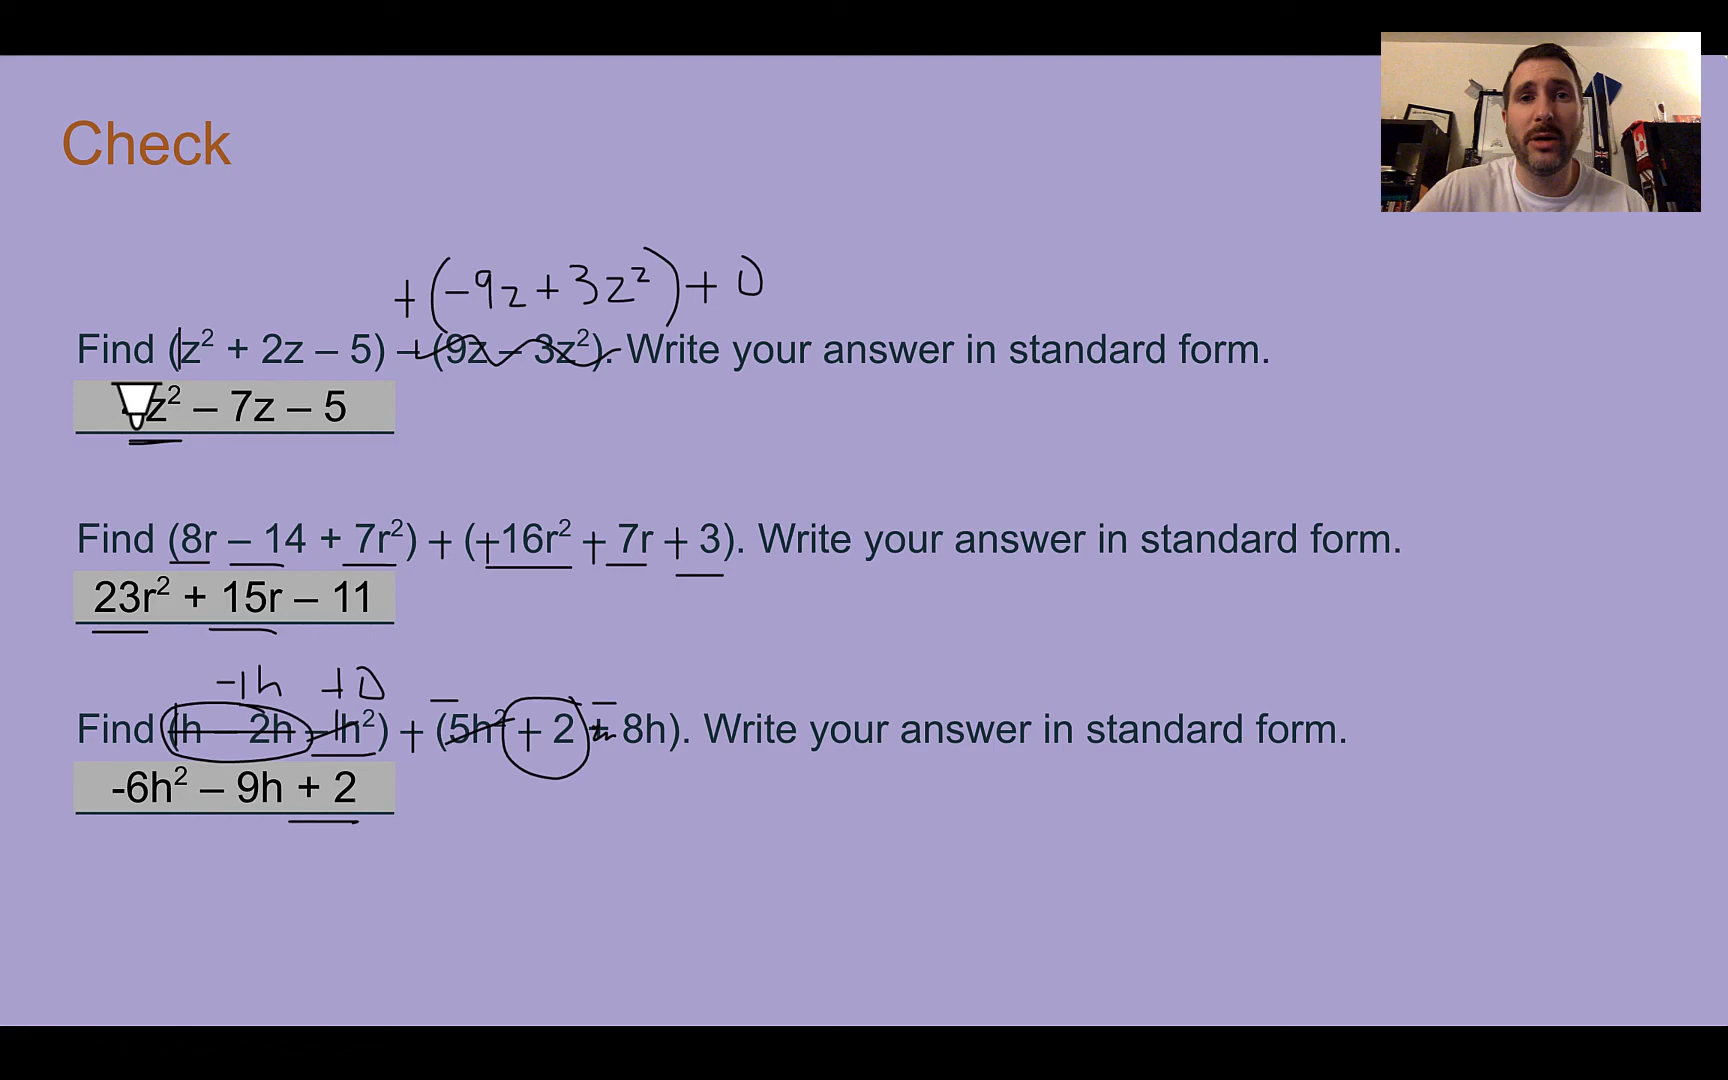 Check
+(-9z+3z²)+0
Find (z² + 2z – 5) – (9z – 3z²). Write your answer in standard form.
z² – 7z – 5
Find (8r – 14 + 7r²) + (+16r² + 7r + 3). Write your answer in standard form.
23r² + 15r – 11
-1h +0
Find (h – 2h – h²) + (5h² + 2 + 8h). Write your answer in standard form.
-6h² – 9h + 2